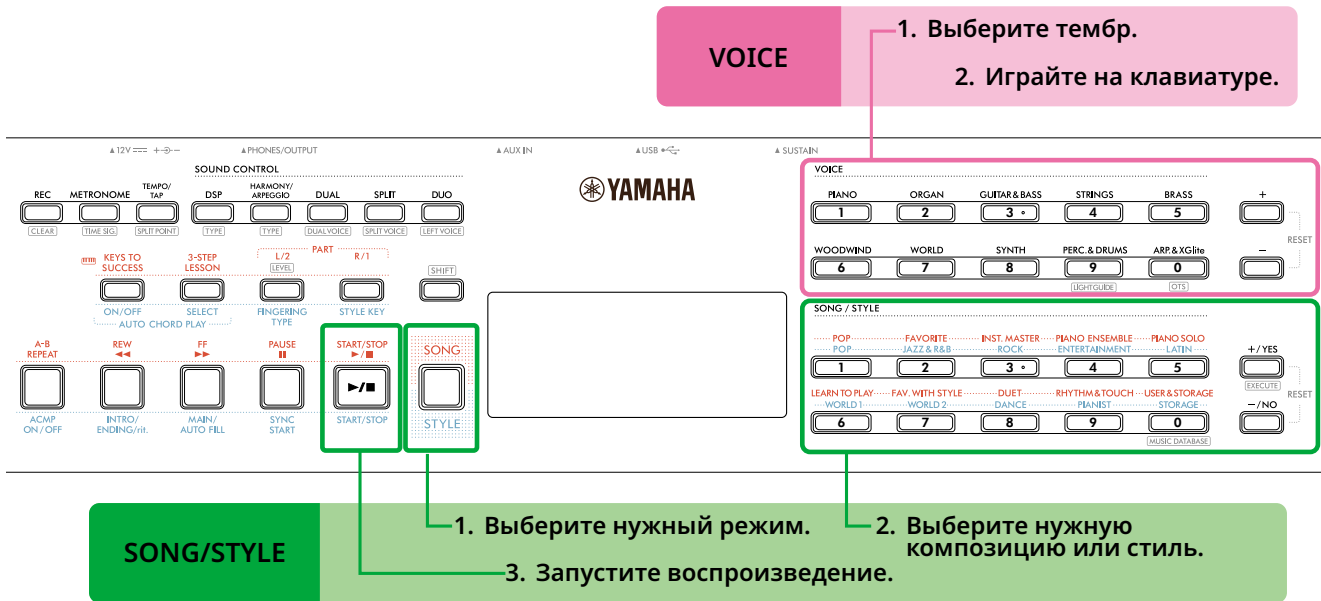 VOICE
1. Выберите тембр.
2. Играйте на клавиатуре.
▲12V
▲PHONES/OUTPUT
▲AUX IN
▲USB
▲SUSTAIN
SOUND CONTROL
REC METRONOME TEMPO/TAP DSP HARMONY/ARPEGGIO DUAL SPLIT DUO
CLEAR TIME SIG. SPLIT POINT TYPE TYPE DUAL VOICE SPLIT VOICE LEFT VOICE
YAMAHA
KEYS TO SUCCESS 3-STEP LESSON PART L/2 R/1
LEVEL SHIFT
ON/OFF SELECT FINGERING TYPE STYLE KEY
AUTO CHORD PLAY
A-B REPEAT REW ◀◀ FF ▶▶ PAUSE ❚❚ START/STOP ▶/■ SONG
▶/■
ACMP ON/OFF INTRO/ENDING/rit. MAIN/AUTO FILL SYNC START START/STOP STYLE
VOICE
PIANO ORGAN GUITAR & BASS STRINGS BRASS +
1 2 3 4 5
RESET
WOODWIND WORLD SYNTH PERC. & DRUMS ARP. & XGlite −
6 7 8 9 0
LIGHTGUIDE OTS
SONG / STYLE
POP FAVORITE INST. MASTER PIANO ENSEMBLE PIANO SOLO
POP JAZZ & R&B ROCK ENTERTAINMENT LATIN +/YES
1 2 3 4 5
EXECUTE
RESET
LEARN TO PLAY FAV. WITH STYLE DUET RHYTHM & TOUCH USER & STORAGE
WORLD 1 WORLD 2 DANCE PIANIST STORAGE −/NO
6 7 8 9 0
MUSIC DATABASE
SONG/STYLE
1. Выберите нужный режим.
2. Выберите нужную
композицию или стиль.
3. Запустите воспроизведение.